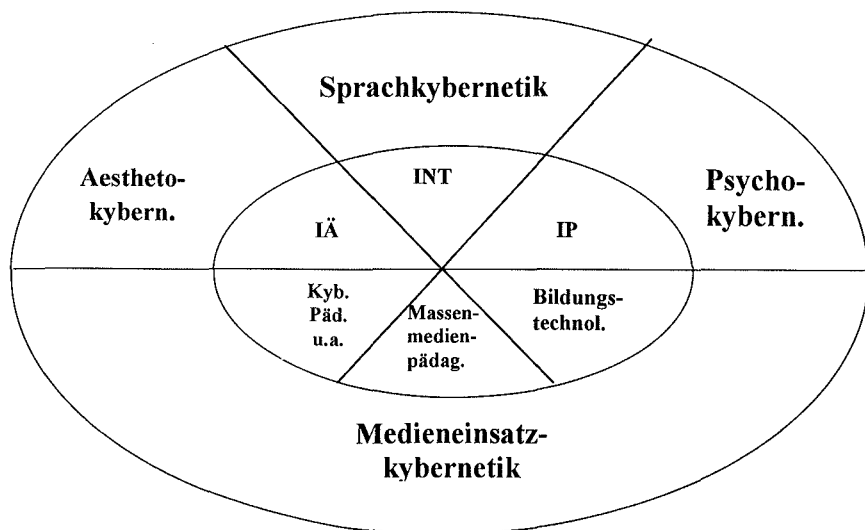 Sprachkybernetik
Aestheto-
kybern.
INT
Psycho-
kybern.
IÄ
IP
Kyb.
Päd.
u.a.
Massen-
medien-
pädag.
Bildungs-
technol.
Medieneinsatz-
kybernetik